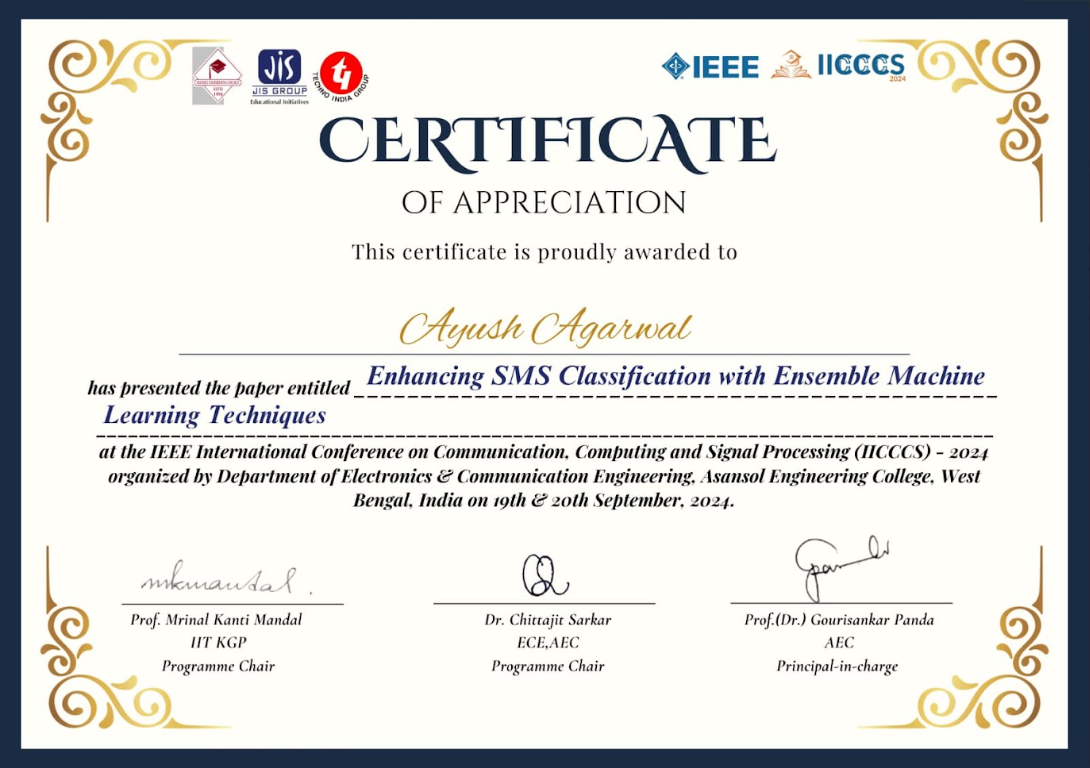 JIS
JIS GROUP
Educational Initiatives
TECHNO INDIA GROUP
IEEE
IICCCS
2024
CERTIFICATE
OF APPRECIATION
This certificate is proudly awarded to
Ayush Agarwal
has presented the paper entitled Enhancing SMS Classification with Ensemble Machine
Learning Techniques
at the IEEE International Conference on Communication, Computing and Signal Processing (IICCCS) - 2024
organized by Department of Electronics & Communication Engineering, Asansol Engineering College, West
Bengal, India on 19th & 20th September, 2024.
mkmandal.
Prof. Mrinal Kanti Mandal
IIT KGP
Programme Chair
Dr. Chittajit Sarkar
ECE,AEC
Programme Chair
Prof.(Dr.) Gourisankar Panda
AEC
Principal-in-charge